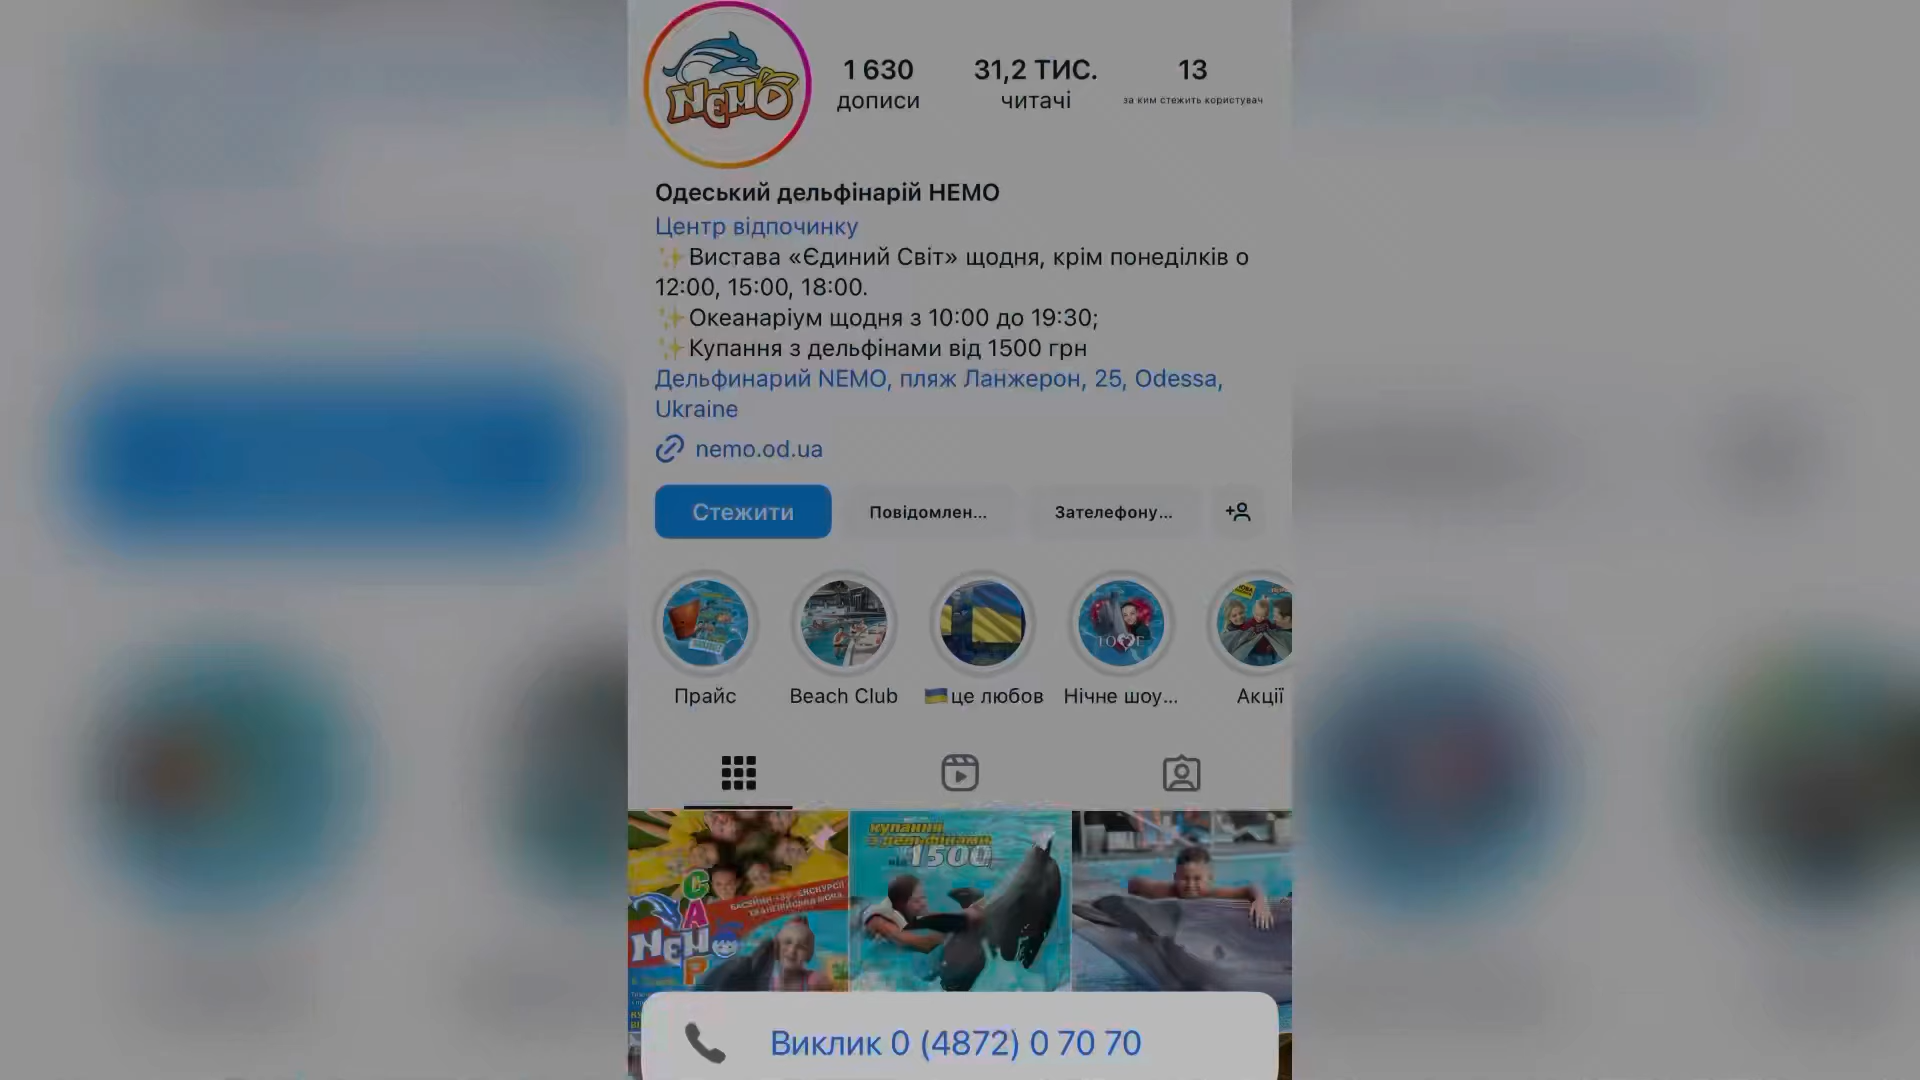 NEMO
1 630
31,2 ТИС.
13
дописи
читачі
за ким стежить користувач
Одеський дельфінарій НЕМО
Центр відпочинку
✨Вистава «Єдиний Світ» щодня, крім понеділків о
12:00, 15:00, 18:00.
✨Океанаріум щодня з 10:00 до 19:30;
✨Купання з дельфінами від 1500 грн
Дельфинарий NEMO, пляж Ланжерон, 25, Odessa,
Ukraine
nemo.od.ua
Стежити
Повідомлен...
Зателефону...
LOVE
Прайс
Beach Club
🇺🇦це любов
Нічне шоу...
Акції
САМР
NEMO
купання
з дельфінами
від 1500
Виклик 0 (4872) 0 70 70